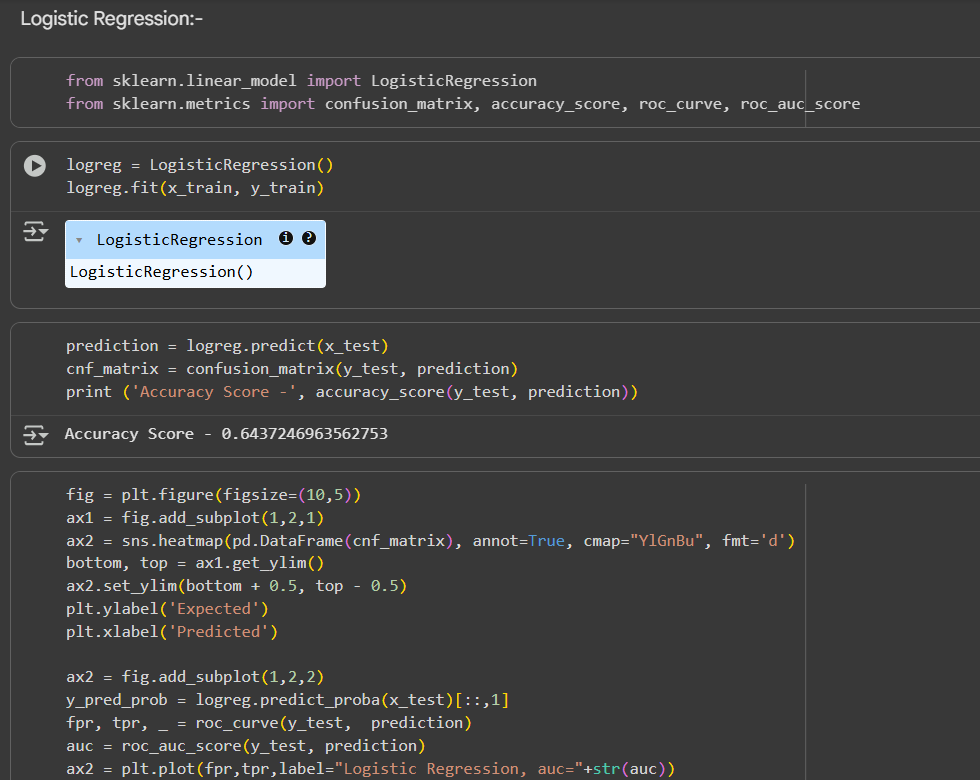 Logistic Regression:-
from sklearn.linear_model import LogisticRegression
from sklearn.metrics import confusion_matrix, accuracy_score, roc_curve, roc_auc_score
logreg = LogisticRegression()
logreg.fit(x_train, y_train)
LogisticRegression i ?
LogisticRegression()
prediction = logreg.predict(x_test)
cnf_matrix = confusion_matrix(y_test, prediction)
print ('Accuracy Score -', accuracy_score(y_test, prediction))
Accuracy Score - 0.6437246963562753
fig = plt.figure(figsize=(10,5))
ax1 = fig.add_subplot(1,2,1)
ax2 = sns.heatmap(pd.DataFrame(cnf_matrix), annot=True, cmap="YlGnBu", fmt='d')
bottom, top = ax1.get_ylim()
ax2.set_ylim(bottom + 0.5, top - 0.5)
plt.ylabel('Expected')
plt.xlabel('Predicted')
ax2 = fig.add_subplot(1,2,2)
y_pred_prob = logreg.predict_proba(x_test)[::,1]
fpr, tpr, _ = roc_curve(y_test,  prediction)
auc = roc_auc_score(y_test, prediction)
ax2 = plt.plot(fpr,tpr,label="Logistic Regression, auc="+str(auc))